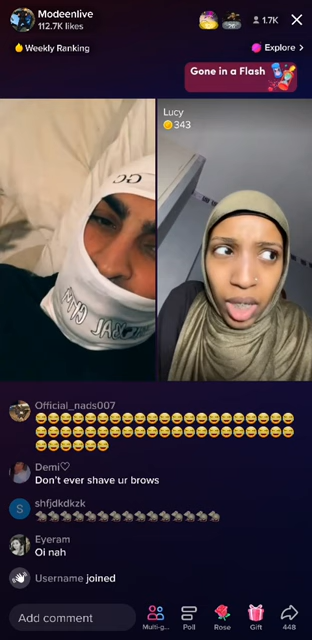 Modeenlive
112.7K likes
20
1.7K
Weekly Ranking
Explore >
Gone in a Flash
Lucy
343
Official_nads007
😂😂😂😂😂😂😂😂😂😂😂😂😂😂😂😂😂😂😂😂😂
😂😂😂😂😂😂😂😂😂😂😂😂😂😂😂😂😂😂😂😂😂
😂😂😂😂😂😂
Demi♡
Don't ever shave ur brows
S
shfjdkdkzk
🐀🐀🐀🐀🐀🐀🐀🐀🐀🐀🐀🐀🐀🐀🐀
Eyeram
Oi nah
Username joined
Add comment
Multi-g...
Poll
Rose
Gift
448